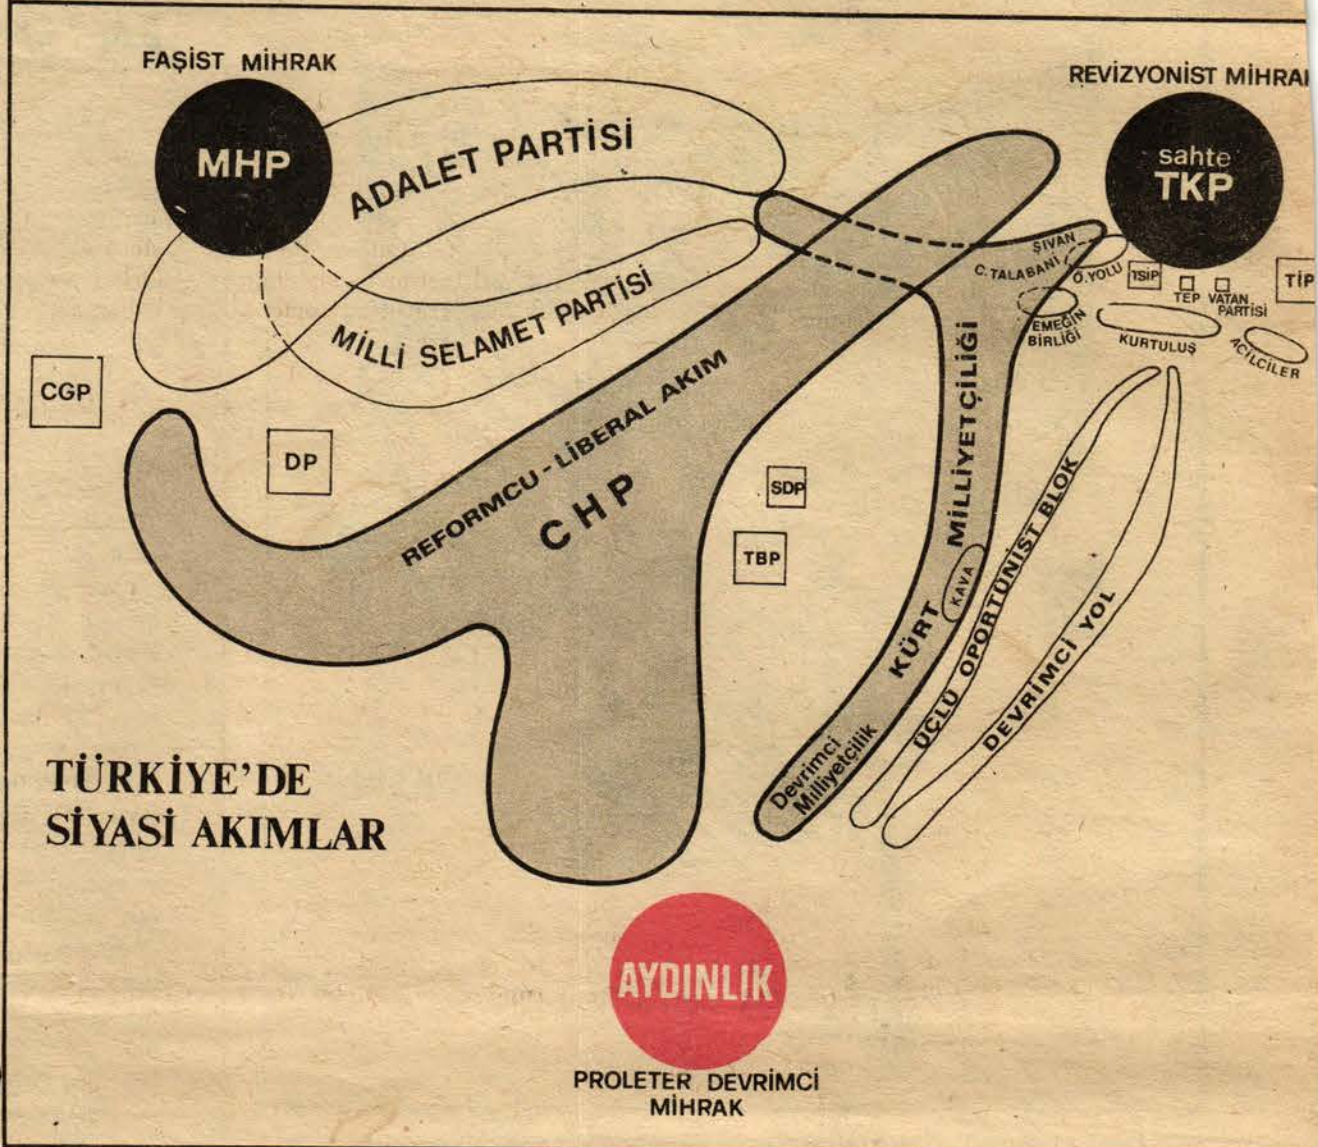 FAŞİST MİHRAK
MHP
ADALET PARTİSİ
MİLLİ SELAMET PARTİSİ
CGP
DP
REFORMCU - LİBERAL AKIM
CHP
SDP
TBP
REVİZYONİST MİHRAK
sahte
TKP
ŞIVAN
C. TALABANİ
Ö. YOLU
TSİP
TEP
VATAN
PARTİSİ
TİP
EMEĞİN
BİRLİĞİ
KURTULUŞ
ACİLCİLER
KÜRT MİLLİYETÇİLİĞİ
KAVA
Devrimci
Milliyetçilik
ÜÇLÜ OPORTÜNİST BLOK
DEVRİMCİ YOL
TÜRKİYE'DE
SİYASİ AKIMLAR
AYDINLIK
PROLETER DEVRİMCİ
MİHRAK